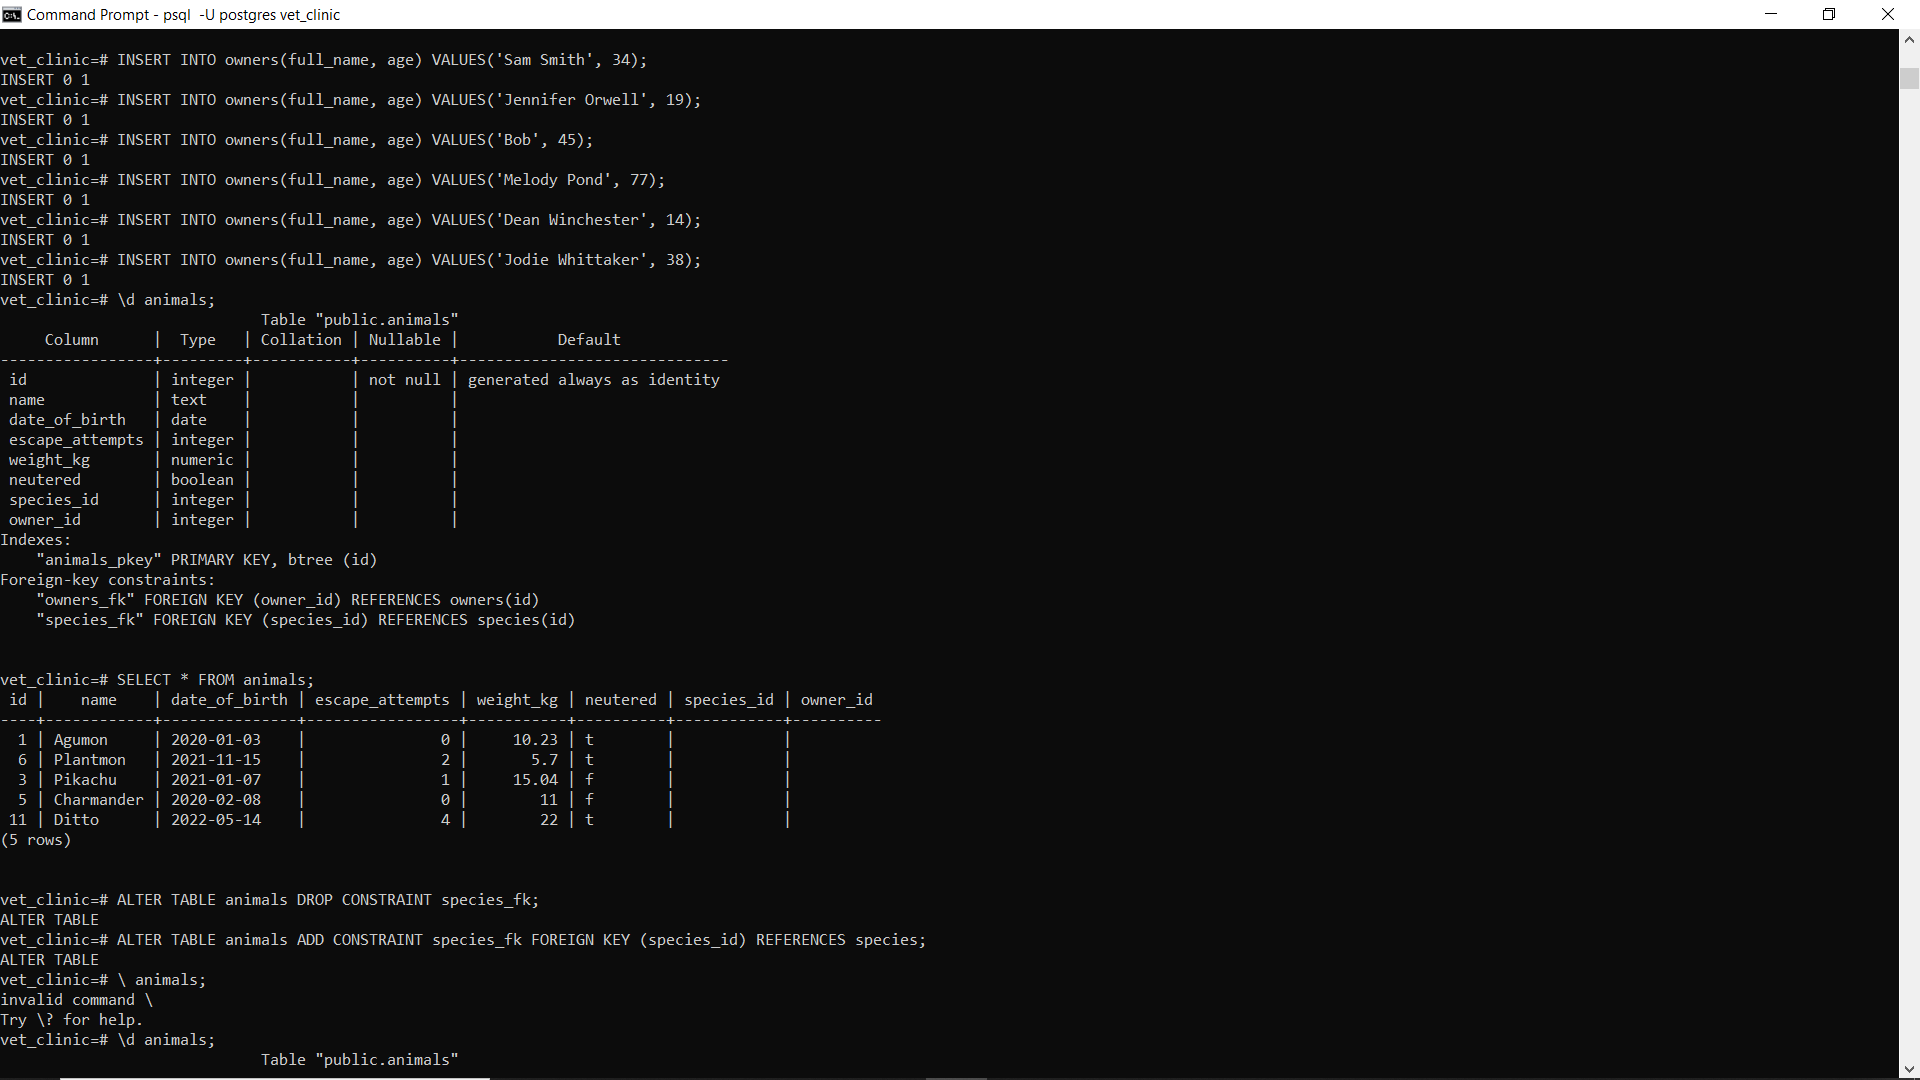 Command Prompt - psql  -U postgres vet_clinic
vet_clinic=# INSERT INTO owners(full_name, age) VALUES('Sam Smith', 34);
INSERT 0 1
vet_clinic=# INSERT INTO owners(full_name, age) VALUES('Jennifer Orwell', 19);
INSERT 0 1
vet_clinic=# INSERT INTO owners(full_name, age) VALUES('Bob', 45);
INSERT 0 1
vet_clinic=# INSERT INTO owners(full_name, age) VALUES('Melody Pond', 77);
INSERT 0 1
vet_clinic=# INSERT INTO owners(full_name, age) VALUES('Dean Winchester', 14);
INSERT 0 1
vet_clinic=# INSERT INTO owners(full_name, age) VALUES('Jodie Whittaker', 38);
INSERT 0 1
vet_clinic=# \d animals;
                             Table "public.animals"
     Column      |  Type   | Collation | Nullable |           Default
-----------------+---------+-----------+----------+------------------------------
 id              | integer |           | not null | generated always as identity
 name            | text    |           |          |
 date_of_birth   | date    |           |          |
 escape_attempts | integer |           |          |
 weight_kg       | numeric |           |          |
 neutered        | boolean |           |          |
 species_id      | integer |           |          |
 owner_id        | integer |           |          |
Indexes:
    "animals_pkey" PRIMARY KEY, btree (id)
Foreign-key constraints:
    "owners_fk" FOREIGN KEY (owner_id) REFERENCES owners(id)
    "species_fk" FOREIGN KEY (species_id) REFERENCES species(id)
vet_clinic=# SELECT * FROM animals;
 id |    name    | date_of_birth | escape_attempts | weight_kg | neutered | species_id | owner_id
----+------------+---------------+-----------------+-----------+----------+------------+----------
  1 | Agumon     | 2020-01-03    |               0 |     10.23 | t        |            |
  6 | Plantmon   | 2021-11-15    |               2 |       5.7 | t        |            |
  3 | Pikachu    | 2021-01-07    |               1 |     15.04 | f        |            |
  5 | Charmander | 2020-02-08    |               0 |        11 | f        |            |
 11 | Ditto      | 2022-05-14    |               4 |        22 | t        |            |
(5 rows)
vet_clinic=# ALTER TABLE animals DROP CONSTRAINT species_fk;
ALTER TABLE
vet_clinic=# ALTER TABLE animals ADD CONSTRAINT species_fk FOREIGN KEY (species_id) REFERENCES species;
ALTER TABLE
vet_clinic=# \ animals;
invalid command \
Try \? for help.
vet_clinic=# \d animals;
                             Table "public.animals"